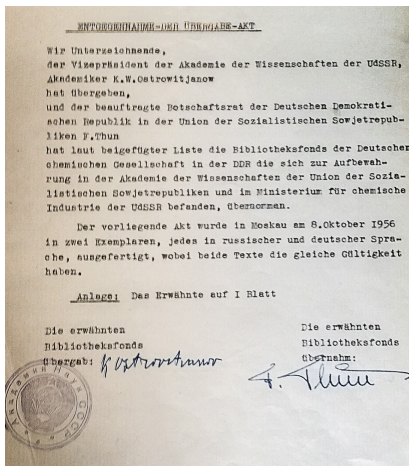 ENTGEGENNAHME-DER ÜBERGABE-AKT
Wir Unterzeichnende,
der Vizepräsident der Akademie der Wissenschaften der UdSSR,
Akademiker K.W.Ostrowitjanow
hat übergeben,
und der beauftragte Botschaftsrat der Deutschen Demokrati-
schen Republik in der Union der Sozialistischen Sowjetrepub-
liken F.Thun
hat laut beigefügter Liste die Bibliotheksfonds der Deutschen
chemischen Gesellschaft in der DDR die sich zur Aufbewah-
rung in der Akademie der Wissenschaften der Union der Sozia-
listischen Sowjetrepubliken und im Ministerium für chemische
Industrie der UdSSR befanden, übernormen.
Der vorliegende Akt wurde in Moskau am 8.Oktober 1956
in zwei Exemplaren, jedes in russischer und deutscher Spra-
che, ausgefertigt, wobei beide Texte die gleiche Gültigkeit
haben.
Anlage: Das Erwähnte auf I Blatt
Die erwähnten
Bibliotheksfonds
übergab:
Die erwähnten
Bibliotheksfonds
übernahm:
F. Thun
Академия Наук СССР